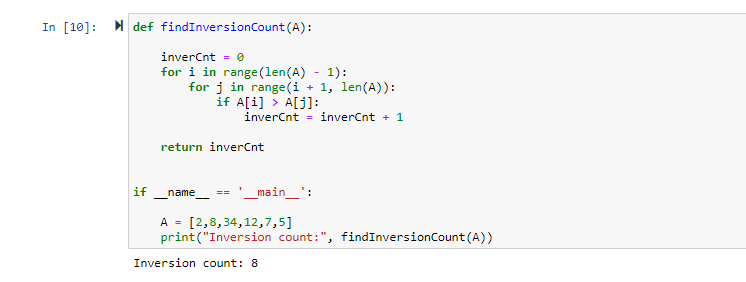 In [10]:
def findInversionCount(A):
inverCnt = 0
for i in range(len(A) - 1):
for j in range(i + 1, len(A)):
if A[i] > A[j]:
inverCnt = inverCnt + 1
return inverCnt
if __name__ == '__main__':
A = [2,8,34,12,7,5]
print("Inversion count:", findInversionCount(A))
Inversion count: 8